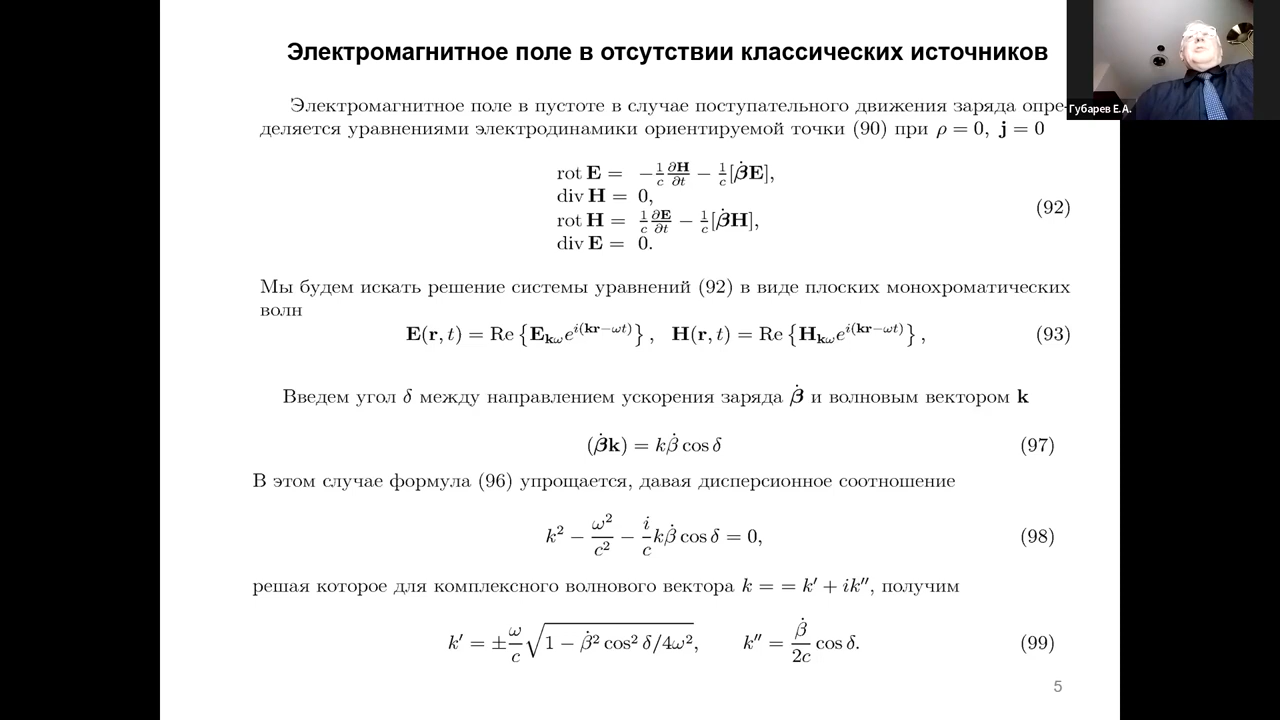 Электромагнитное поле в отсутствии классических источников
Губарев Е.А.
Электромагнитное поле в пустоте в случае поступательного движения заряда опре-
деляется уравнениями электродинамики ориентируемой точки (90) при ρ = 0, j = 0
rot E = −1/c ∂H/∂t − 1/c [β̇E],
div H = 0,
rot H = 1/c ∂E/∂t − 1/c [β̇H],
div E = 0.
(92)
Мы будем искать решение системы уравнений (92) в виде плоских монохроматических
волн
E(r, t) = Re {E_kω e^{i(kr−ωt)}}, H(r, t) = Re {H_kω e^{i(kr−ωt)}}, (93)
Введем угол δ между направлением ускорения заряда β̇ и волновым вектором k
(β̇k) = kβ̇ cos δ (97)
В этом случае формула (96) упрощается, давая дисперсионное соотношение
k² − ω²/c² − i/c kβ̇ cos δ = 0, (98)
решая которое для комплексного волнового вектора k = = k′ + ik″, получим
k′ = ±ω/c √(1 − β̇² cos² δ/4ω²), k″ = β̇/2c cos δ. (99)
5